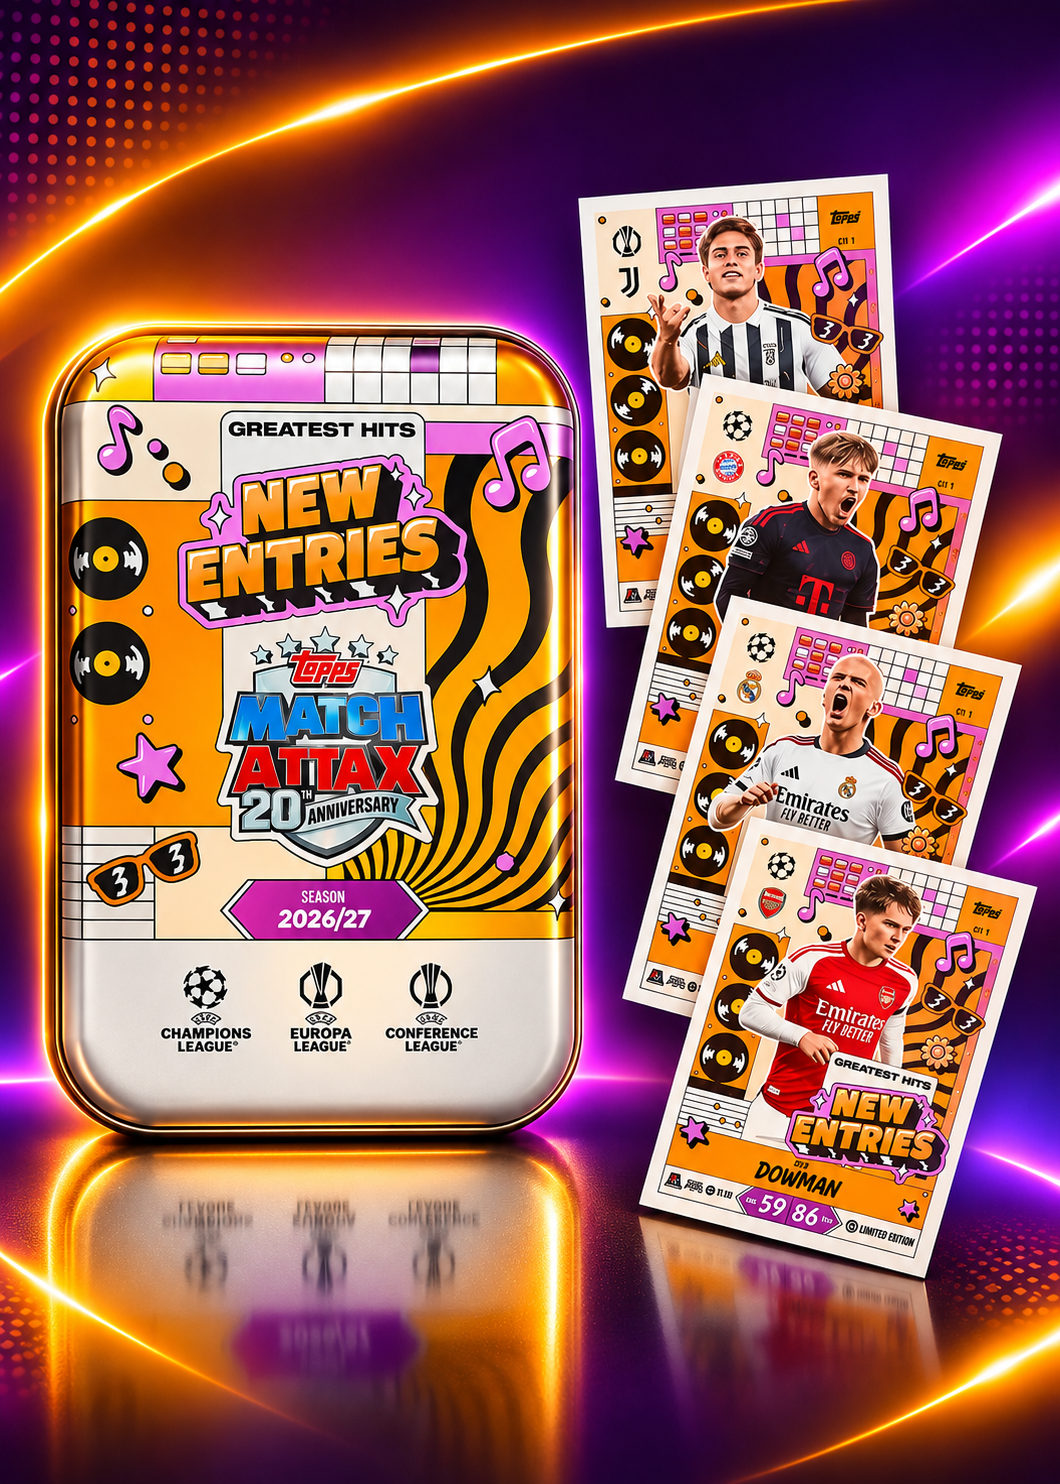 GREATEST HITS
NEW
ENTRIES
topps
MATCH
ATTAX
20TH ANNIVERSARY
SEASON
2026/27
CHAMPIONS
LEAGUE®
EUROPA
LEAGUE®
CONFERENCE
LEAGUE®
topps
topps
T
topps
Emirates
FLY BETTER
topps
Emirates
FLY BETTER
GREATEST HITS
NEW
ENTRIES
DOWMAN
59 86
LIMITED EDITION